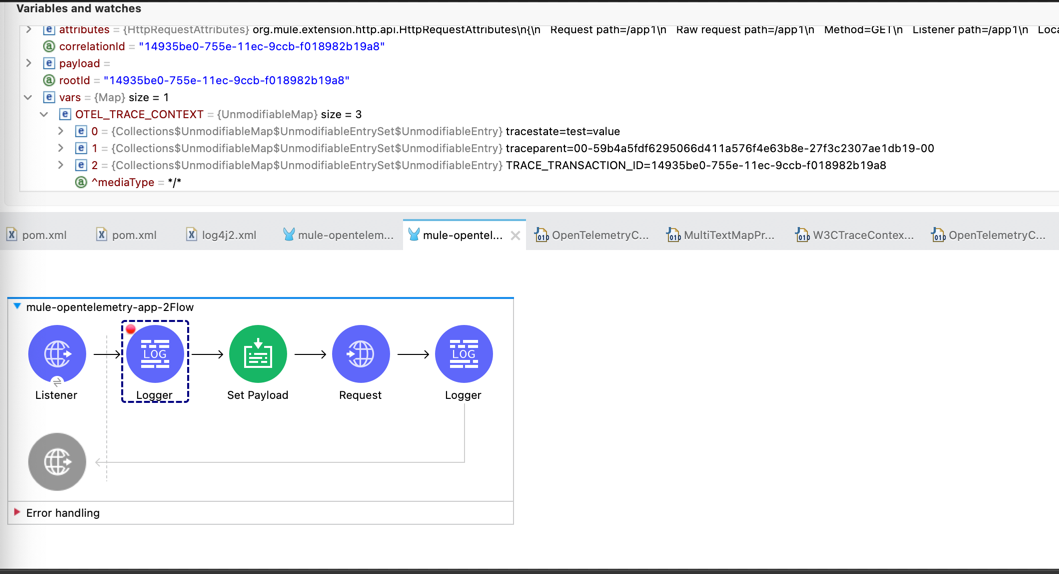 Variables and watches
attributes = {HttpRequestAttributes} org.mule.extension.http.api.HttpRequestAttributes\n{\n Request path=/app1\n Raw request path=/app1\n Method=GET\n Listener path=/app1\n Loca
correlationId = "14935be0-755e-11ec-9ccb-f018982b19a8"
payload =
rootId = "14935be0-755e-11ec-9ccb-f018982b19a8"
vars = {Map} size = 1
OTEL_TRACE_CONTEXT = {UnmodifiableMap} size = 3
0 = {Collections$UnmodifiableMap$UnmodifiableEntrySet$UnmodifiableEntry} tracestate=test=value
1 = {Collections$UnmodifiableMap$UnmodifiableEntrySet$UnmodifiableEntry} traceparent=00-59b4a5fdf6295066d411a576f4e63b8e-27f3c2307ae1db19-00
2 = {Collections$UnmodifiableMap$UnmodifiableEntrySet$UnmodifiableEntry} TRACE_TRANSACTION_ID=14935be0-755e-11ec-9ccb-f018982b19a8
^mediaType = */*
pom.xml pom.xml log4j2.xml mule-opentelem... mule-opentel... OpenTelemetryC... MultiTextMapPr... W3CTraceContex... OpenTelemetryC...
mule-opentelemetry-app-2Flow
LOG LOG
Listener Logger Set Payload Request Logger
Error handling